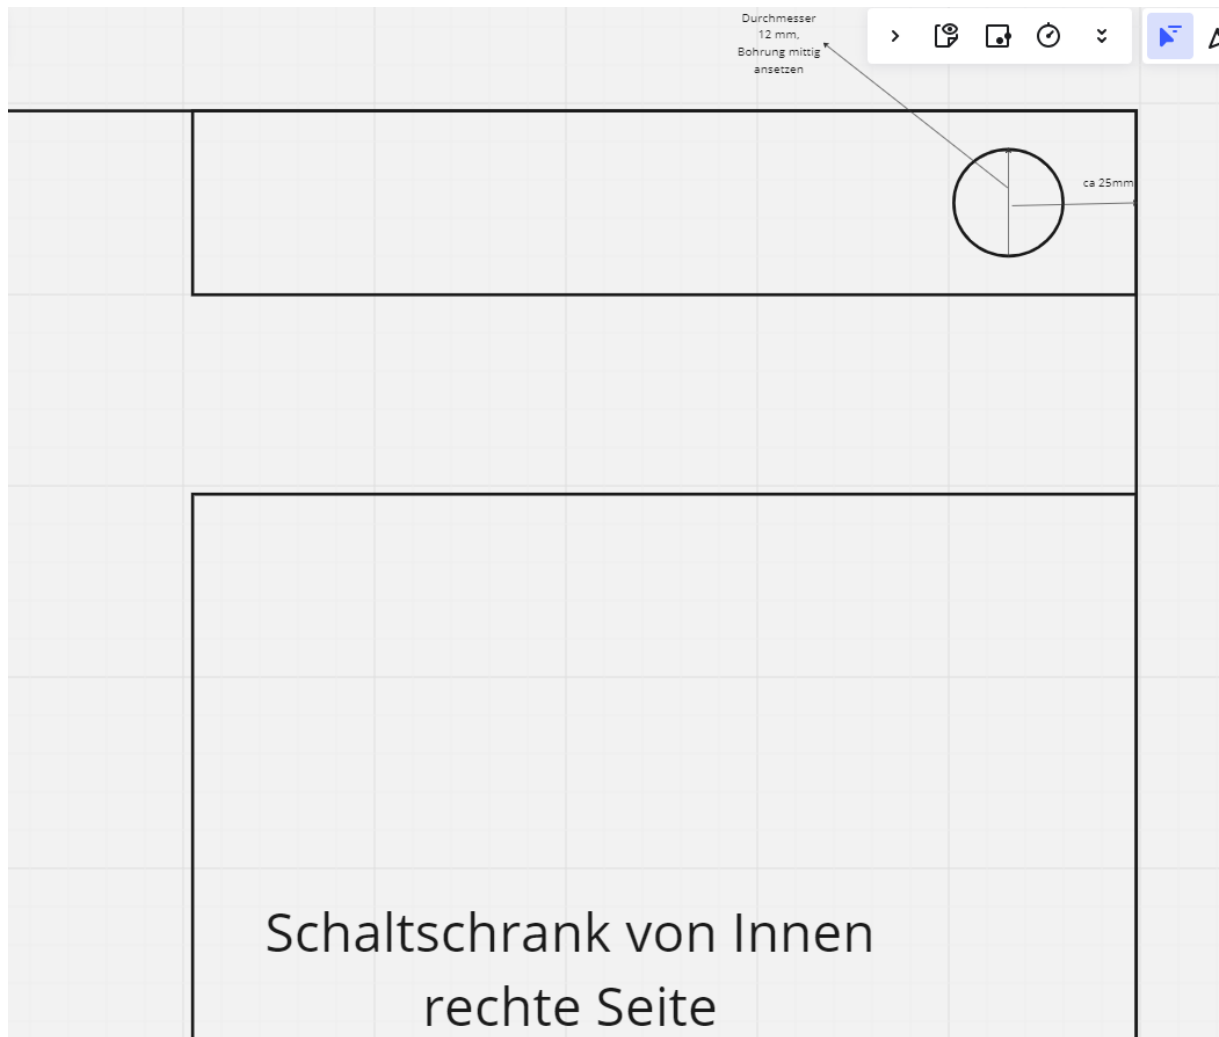 Durchmesser
12 mm,
Bohrung mittig
ansetzen
ca 25mm
Schaltschrank von Innen
rechte Seite